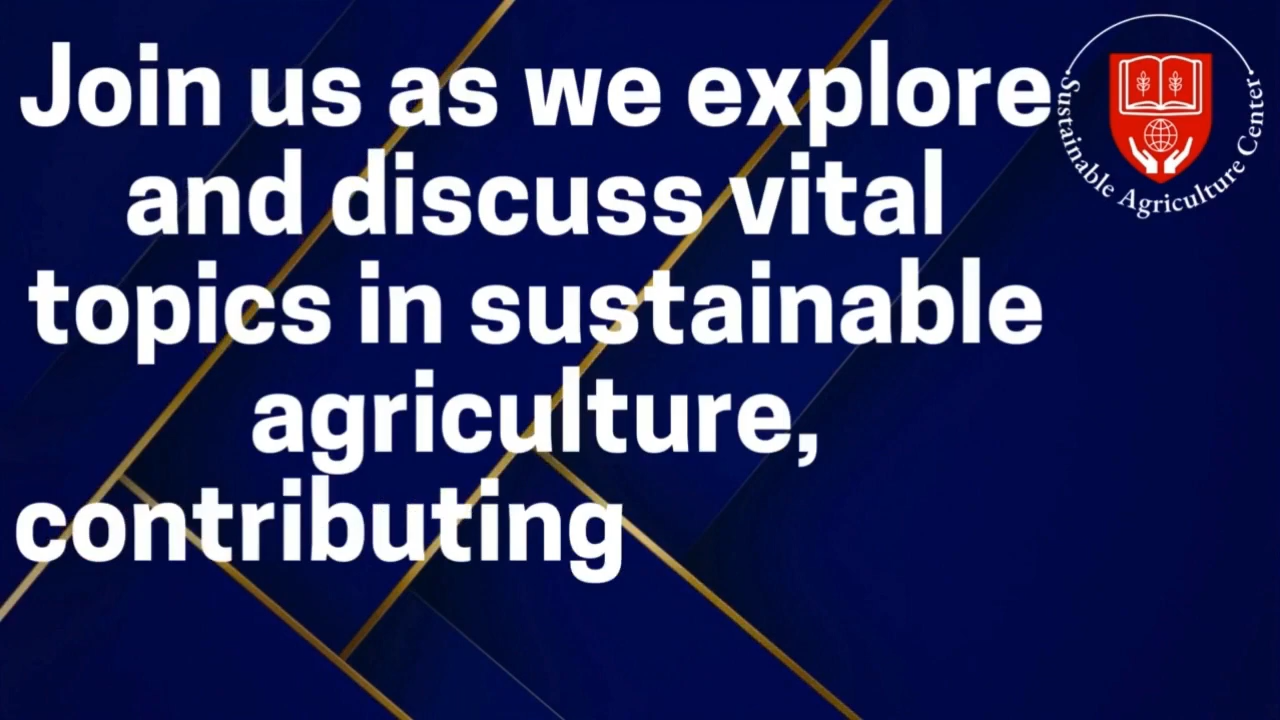 Join us as we explore
and discuss vital
topics in sustainable
agriculture,
contributing
Sustainable Agriculture Center